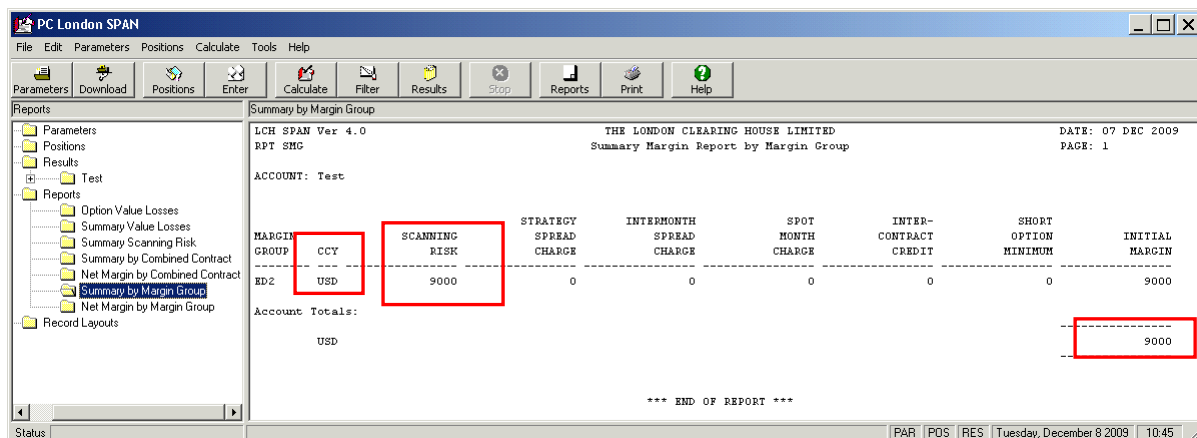 PC London SPAN
File Edit Parameters Positions Calculate Tools Help
Parameters Download Positions Enter Calculate Filter Results Stop Reports Print Help
Reports
Parameters
Positions
Results
Test
Reports
Option Value Losses
Summary Value Losses
Summary Scanning Risk
Summary by Combined Contract
Net Margin by Combined Contract
Summary by Margin Group
Net Margin by Margin Group
Record Layouts
Summary by Margin Group
LCH SPAN Ver 4.0 THE LONDON CLEARING HOUSE LIMITED DATE: 07 DEC 2009
RPT SMG Summary Margin Report by Margin Group PAGE: 1
ACCOUNT: Test
STRATEGY INTERMONTH SPOT INTER- SHORT
MARGIN SCANNING SPREAD SPREAD MONTH CONTRACT OPTION INITIAL
GROUP CCY RISK CHARGE CHARGE CHARGE CREDIT MINIMUM MARGIN
ED2 USD 9000 0 0 0 0 0 9000
Account Totals:
USD 9000
*** END OF REPORT ***
Status PAR POS RES Tuesday, December 8 2009 10:45